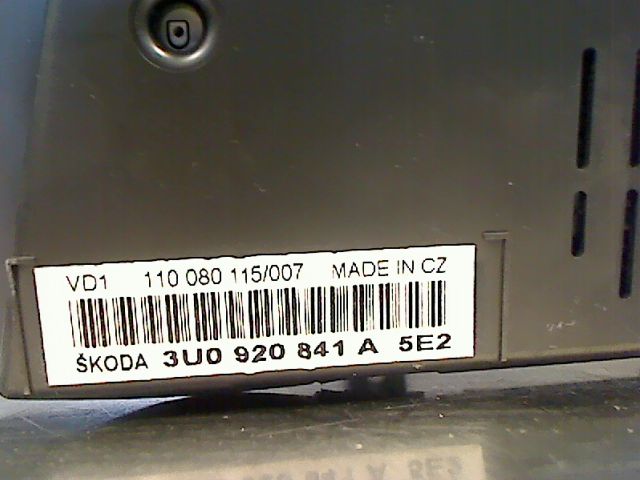 VD1 110 080 115/007 MADE IN CZ
ŠKODA 3U0 920 841 A 5E2